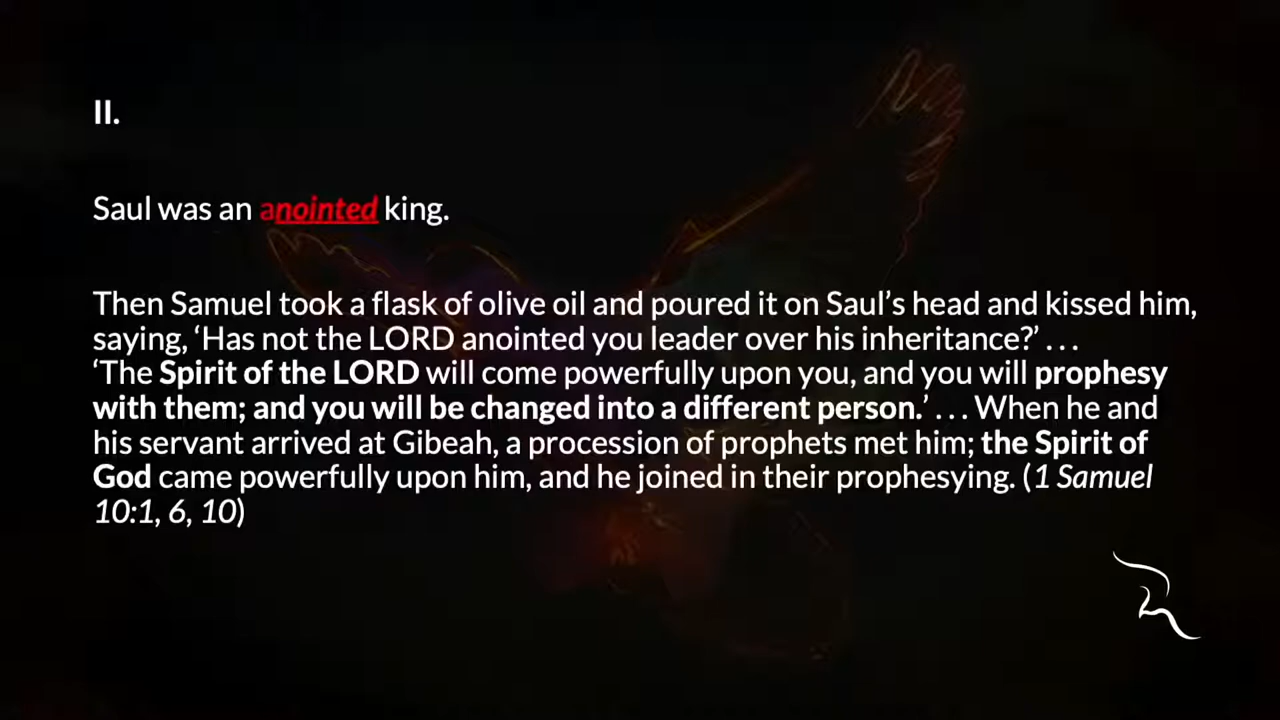 II.
Saul was an anointed king.
Then Samuel took a flask of olive oil and poured it on Saul’s head and kissed him,
saying, ‘Has not the LORD anointed you leader over his inheritance?’ . . .
‘The Spirit of the LORD will come powerfully upon you, and you will prophesy
with them; and you will be changed into a different person.’ . . . When he and
his servant arrived at Gibeah, a procession of prophets met him; the Spirit of
God came powerfully upon him, and he joined in their prophesying. (1 Samuel
10:1, 6, 10)